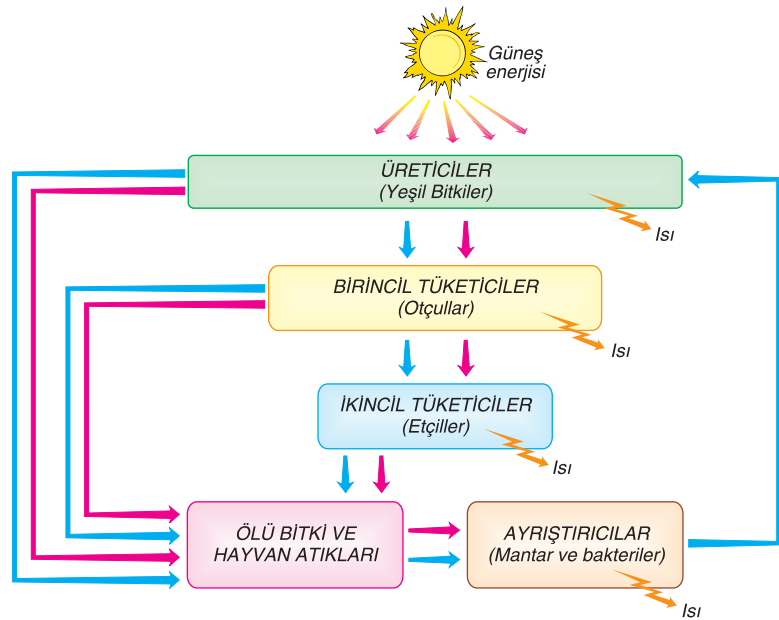 Güneş
enerjisi
ÜRETİCİLER
(Yeşil Bitkiler)
Isı
BİRİNCİL TÜKETİCİLER
(Otçullar)
Isı
İKİNCİL TÜKETİCİLER
(Etçiller)
Isı
ÖLÜ BİTKİ VE
HAYVAN ATIKLARI
AYRIŞTIRICILAR
(Mantar ve bakteriler)
Isı